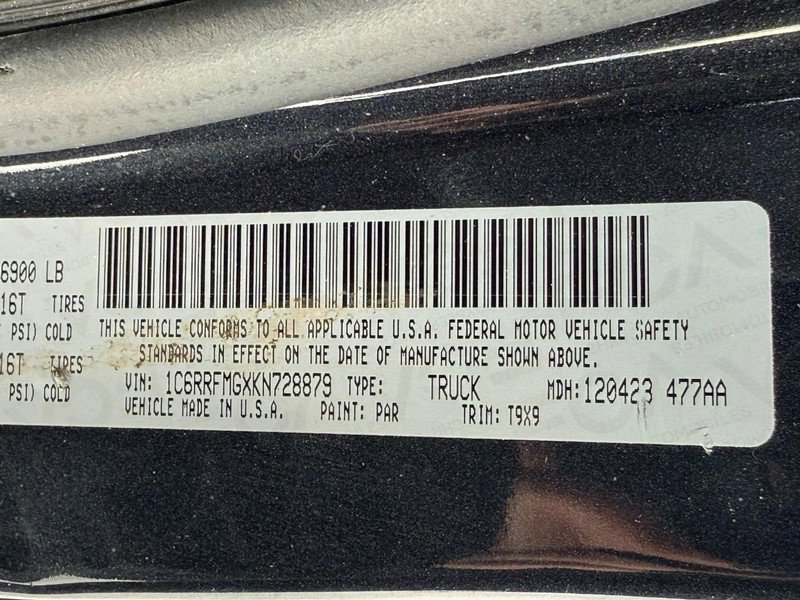 6900 LB
16T TIRES
PSI) COLD
16T TIRES
PSI) COLD
THIS VEHICLE CONFORMS TO ALL APPLICABLE U.S.A. FEDERAL MOTOR VEHICLE SAFETY
STANDARDS IN EFFECT ON THE DATE OF MANUFACTURE SHOWN ABOVE.
VIN: 1C6RRFMGXKN728879 TYPE: TRUCK MDH: 120423 477AA
VEHICLE MADE IN U.S.A. PAINT: PAR TRIM: T9X9